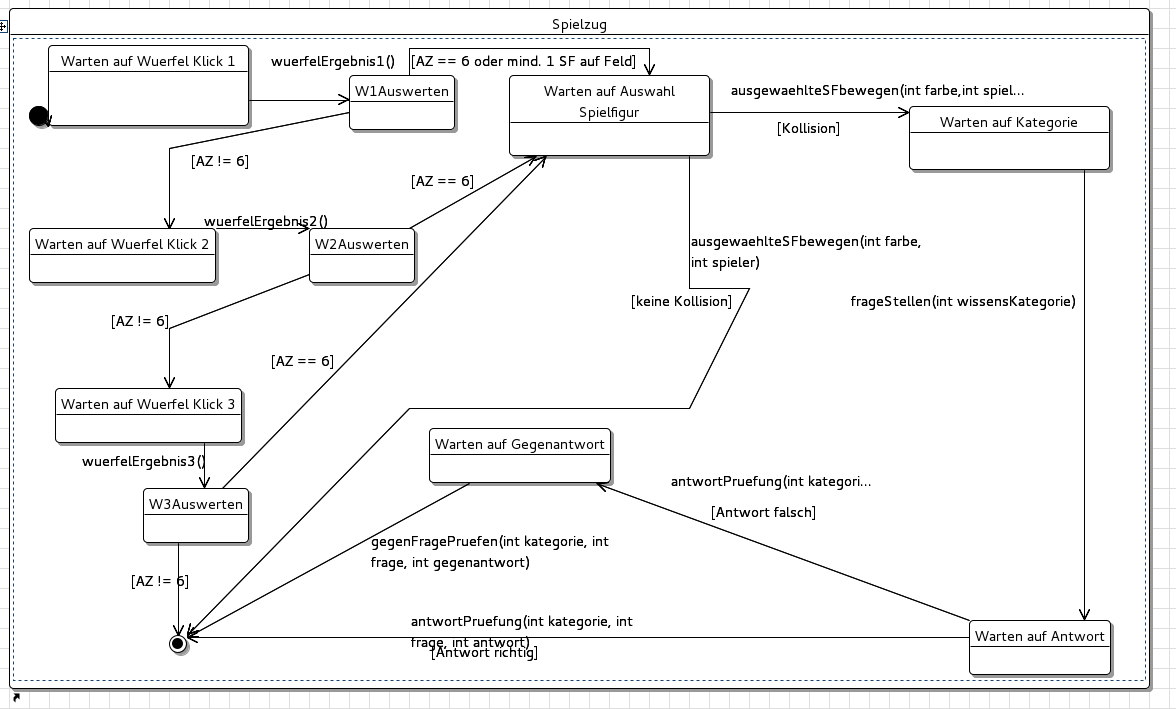 Spielzug
Warten auf Wuerfel Klick 1
wuerfelErgebnis1()
[AZ == 6 oder mind. 1 SF auf Feld]
W1Auswerten
Warten auf Auswahl
Spielfigur
ausgewaehlteSFbewegen(int farbe,int spiel...
[Kollision]
Warten auf Kategorie
[AZ != 6]
[AZ == 6]
wuerfelErgebnis2()
Warten auf Wuerfel Klick 2
W2Auswerten
ausgewaehlteSFbewegen(int farbe,
int spieler)
[keine Kollision]
frageStellen(int wissensKategorie)
[AZ != 6]
[AZ == 6]
Warten auf Wuerfel Klick 3
wuerfelErgebnis3()
Warten auf Gegenantwort
W3Auswerten
antwortPruefung(int kategori...
[Antwort falsch]
gegenFragePruefen(int kategorie, int
frage, int gegenantwort)
[AZ != 6]
antwortPruefung(int kategorie, int
frage, int antwort)
[Antwort richtig]
Warten auf Antwort